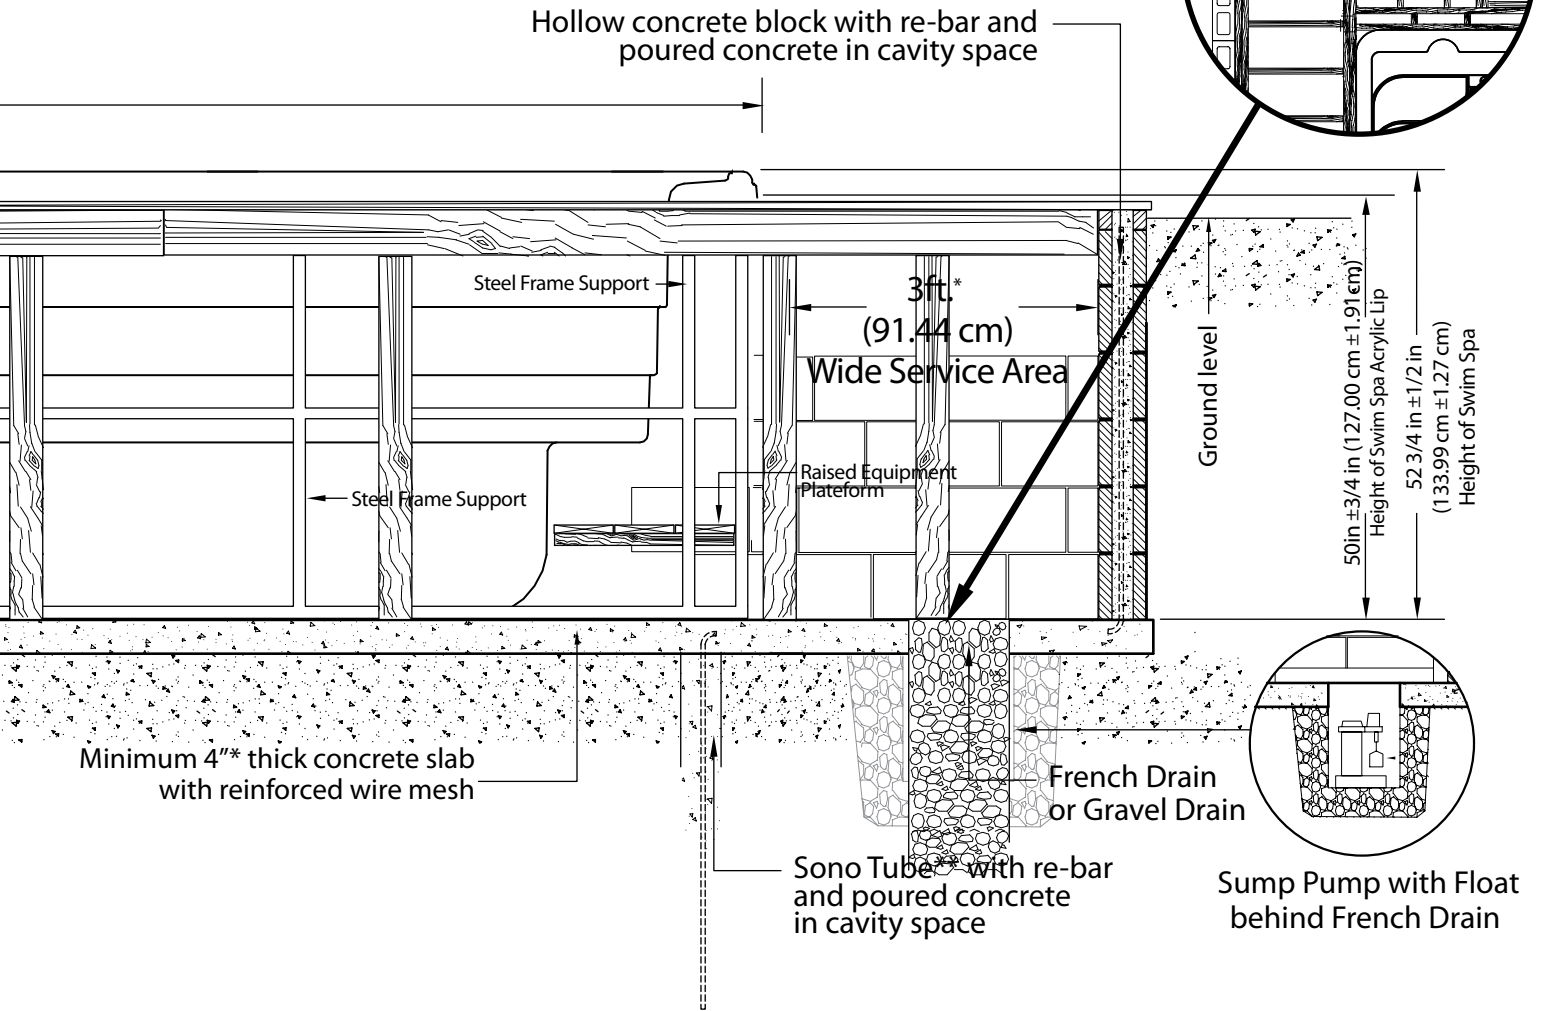 Hollow concrete block with re-bar and
poured concrete in cavity space
Steel Frame Support
3ft.*
(91.44 cm)
Wide Service Area
Raised Equipment
Plateform
Steel Frame Support
Ground level
50in ±3/4 in (127.00 cm ±1.91cm)
Height of Swim Spa Acrylic Lip
52 3/4 in ±1/2 in
(133.99 cm ±1.27 cm)
Height of Swim Spa
Minimum 4”* thick concrete slab
with reinforced wire mesh
French Drain
or Gravel Drain
Sono Tube** with re-bar
and poured concrete
in cavity space
Sump Pump with Float
behind French Drain